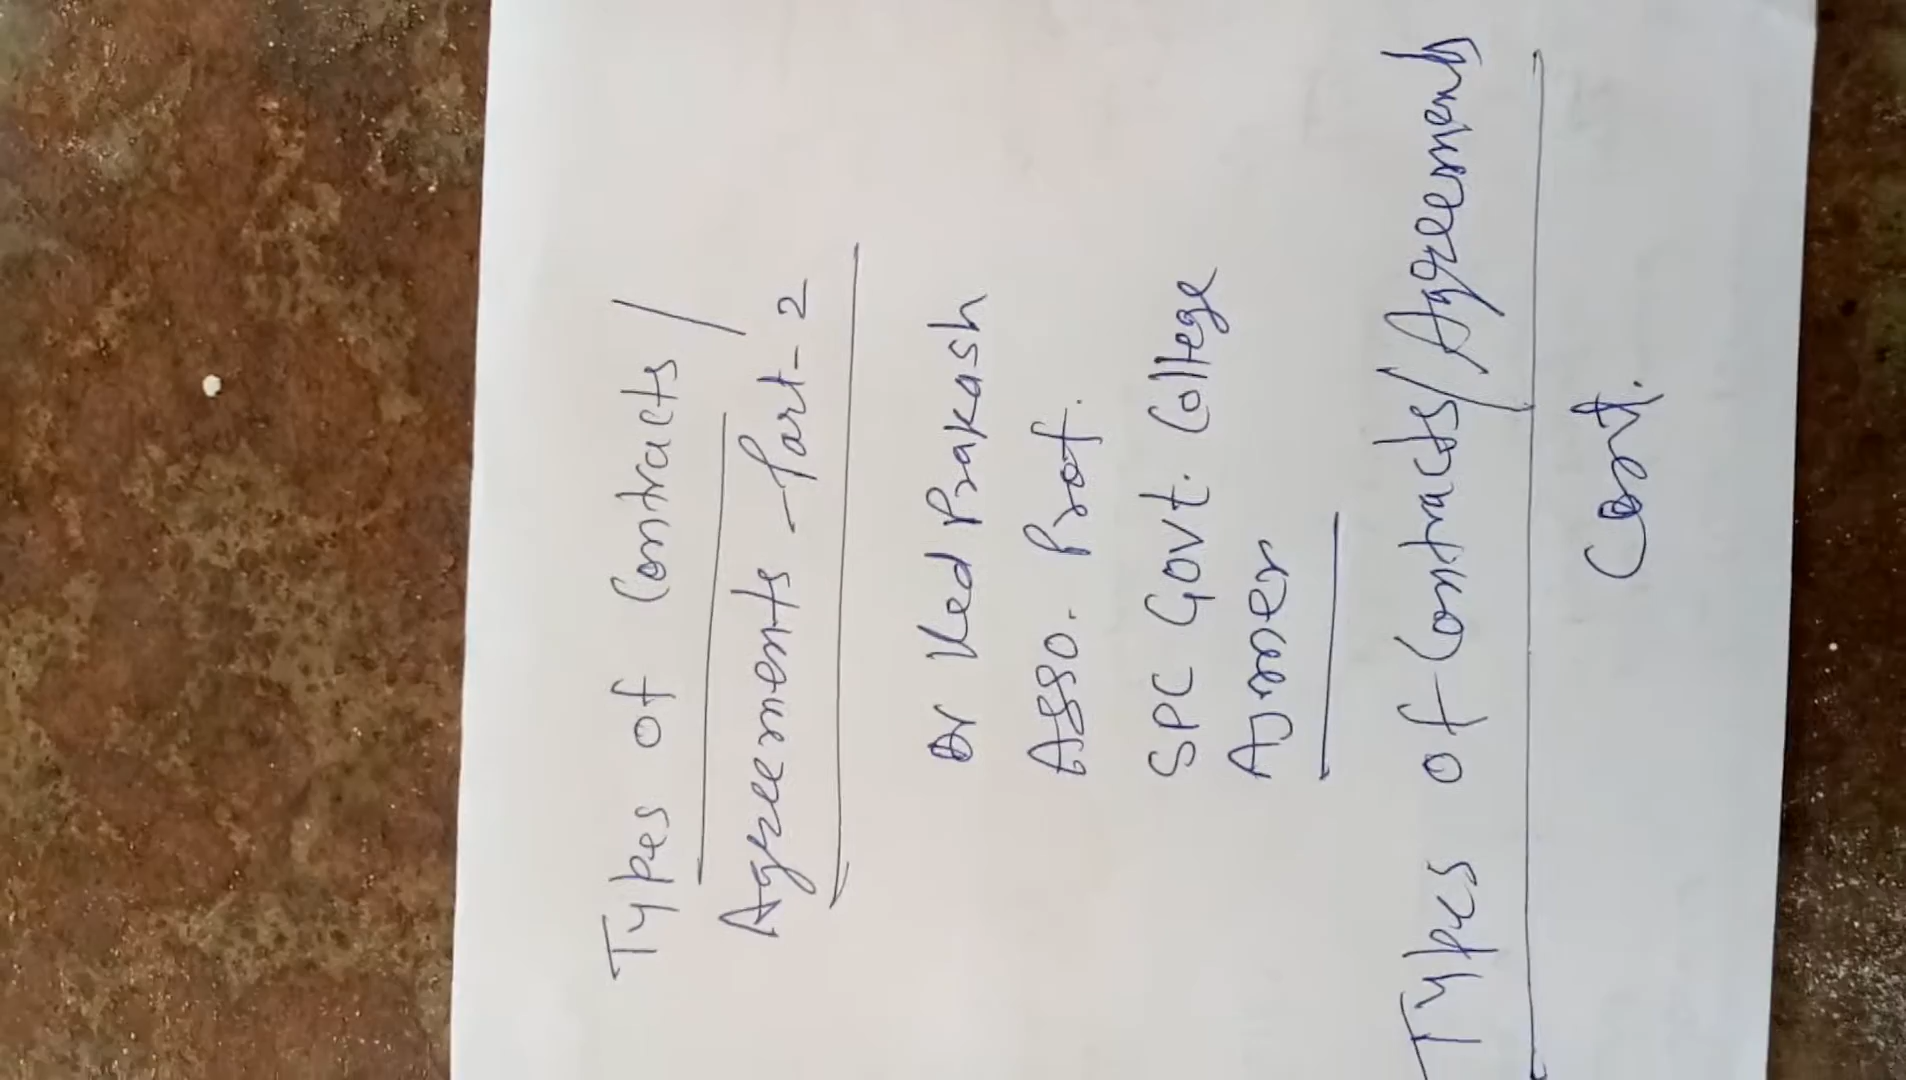 Types of Contracts/
Agreements - Part-2
Dr Ved Prakash
Asso. Prof.
SPC Govt. College
AJmer
Types of Contracts/Agreements
Cont.